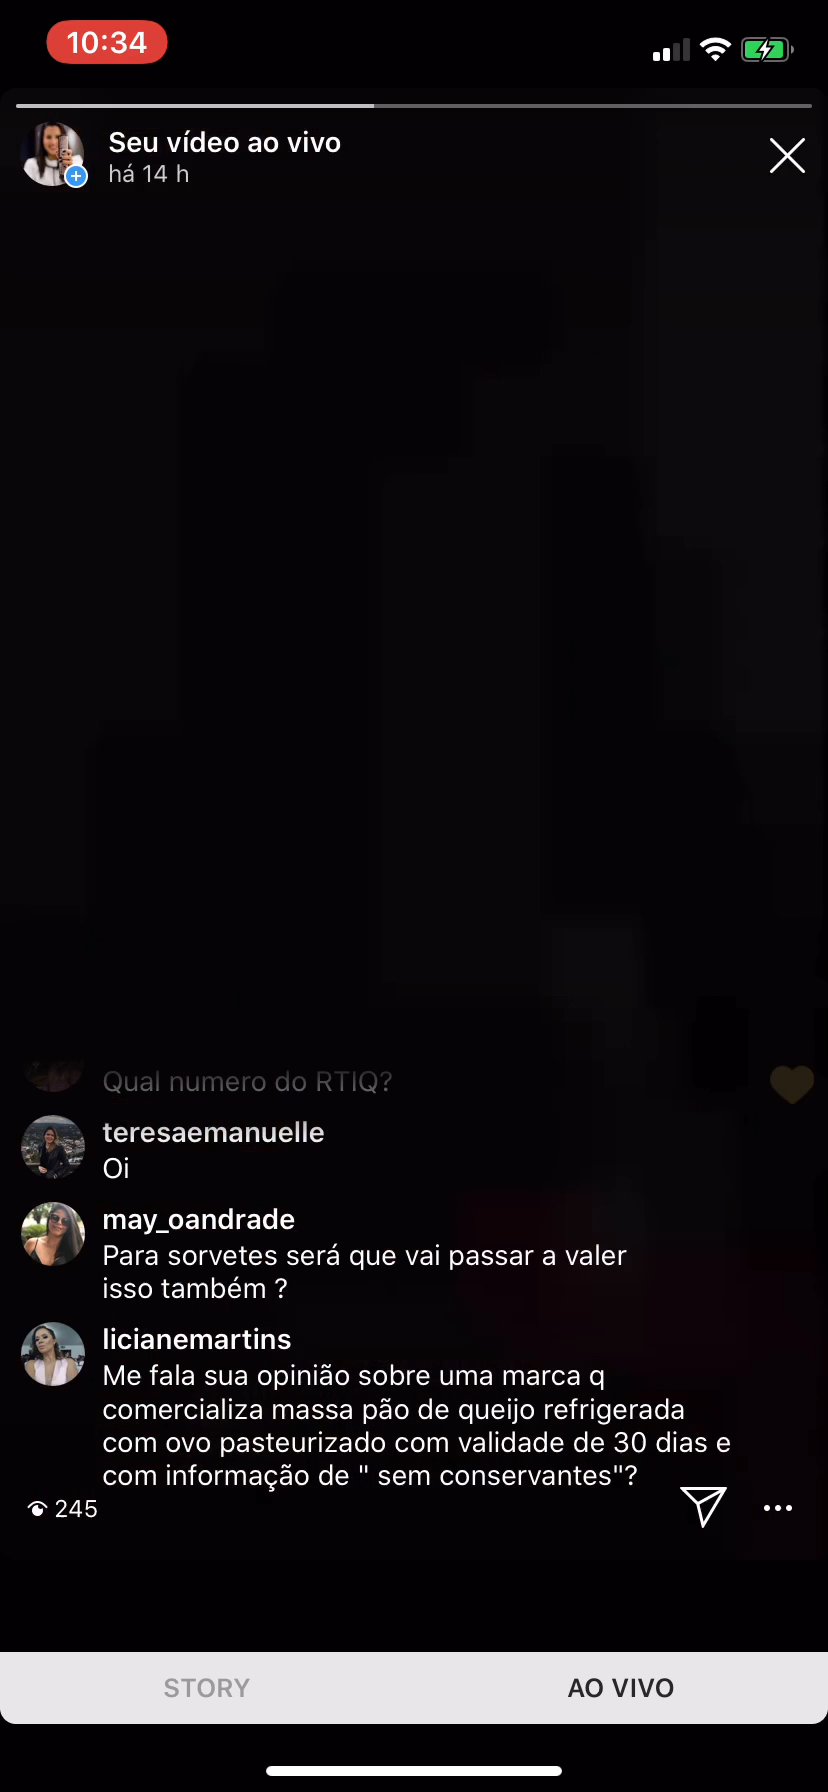 10:34
Seu vídeo ao vivo
há 14 h
Qual numero do RTIQ?
teresaemanuelle
Oi
may_oandrade
Para sorvetes será que vai passar a valer
isso também ?
licianemartins
Me fala sua opinião sobre uma marca q
comercializa massa pão de queijo refrigerada
com ovo pasteurizado com validade de 30 dias e
com informação de " sem conservantes"?
245
STORY
AO VIVO